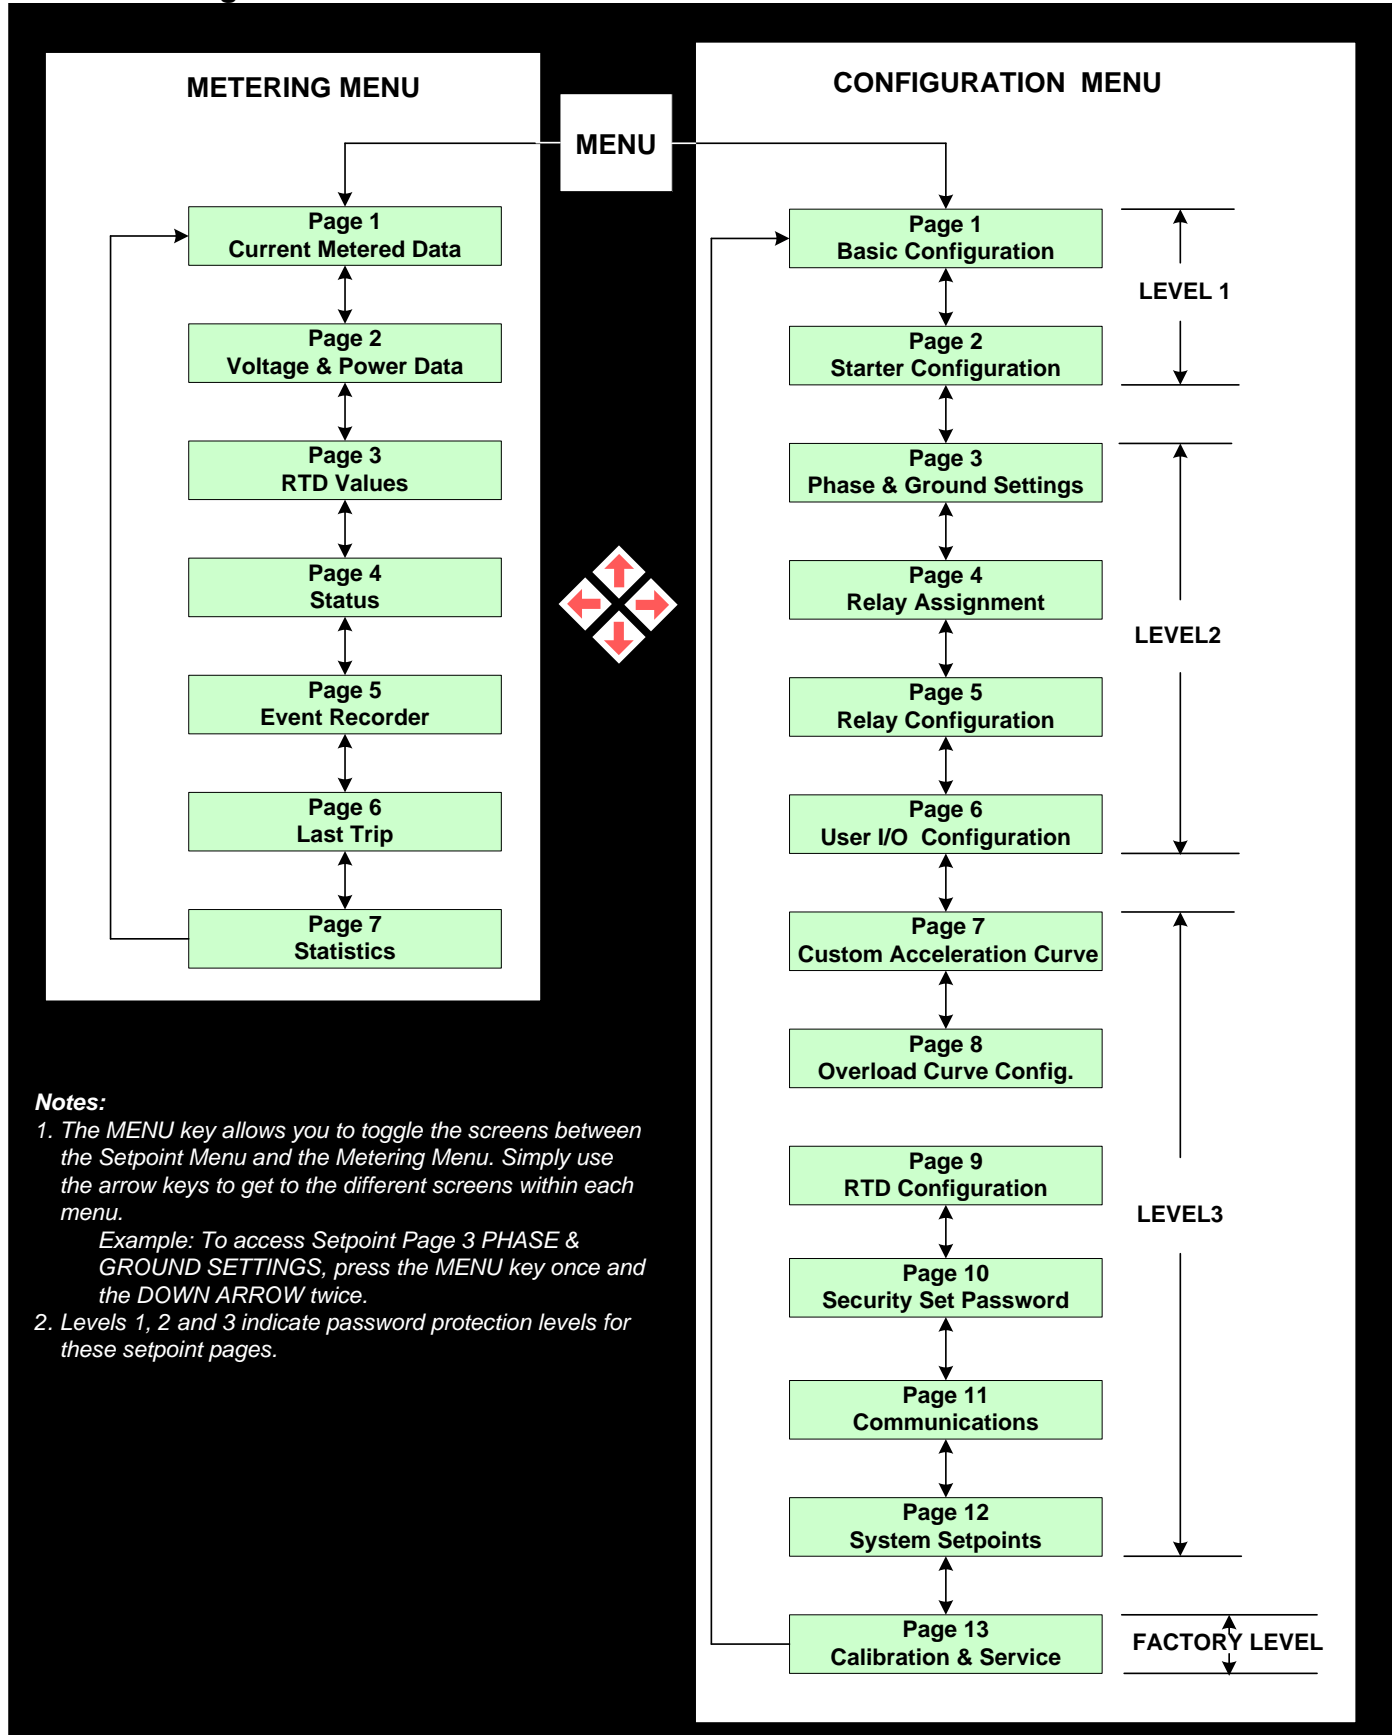 METERING MENU
MENU
CONFIGURATION MENU
Page 1
Current Metered Data
Page 2
Voltage & Power Data
Page 3
RTD Values
Page 4
Status
Page 5
Event Recorder
Page 6
Last Trip
Page 7
Statistics
Page 1
Basic Configuration
Page 2
Starter Configuration
LEVEL 1
Page 3
Phase & Ground Settings
Page 4
Relay Assignment
Page 5
Relay Configuration
Page 6
User I/O Configuration
LEVEL2
Page 7
Custom Acceleration Curve
Page 8
Overload Curve Config.
Page 9
RTD Configuration
Page 10
Security Set Password
Page 11
Communications
Page 12
System Setpoints
LEVEL3
Page 13
Calibration & Service
FACTORY LEVEL
Notes:
1. The MENU key allows you to toggle the screens between
the Setpoint Menu and the Metering Menu. Simply use
the arrow keys to get to the different screens within each
menu.
Example: To access Setpoint Page 3 PHASE &
GROUND SETTINGS, press the MENU key once and
the DOWN ARROW twice.
2. Levels 1, 2 and 3 indicate password protection levels for
these setpoint pages.